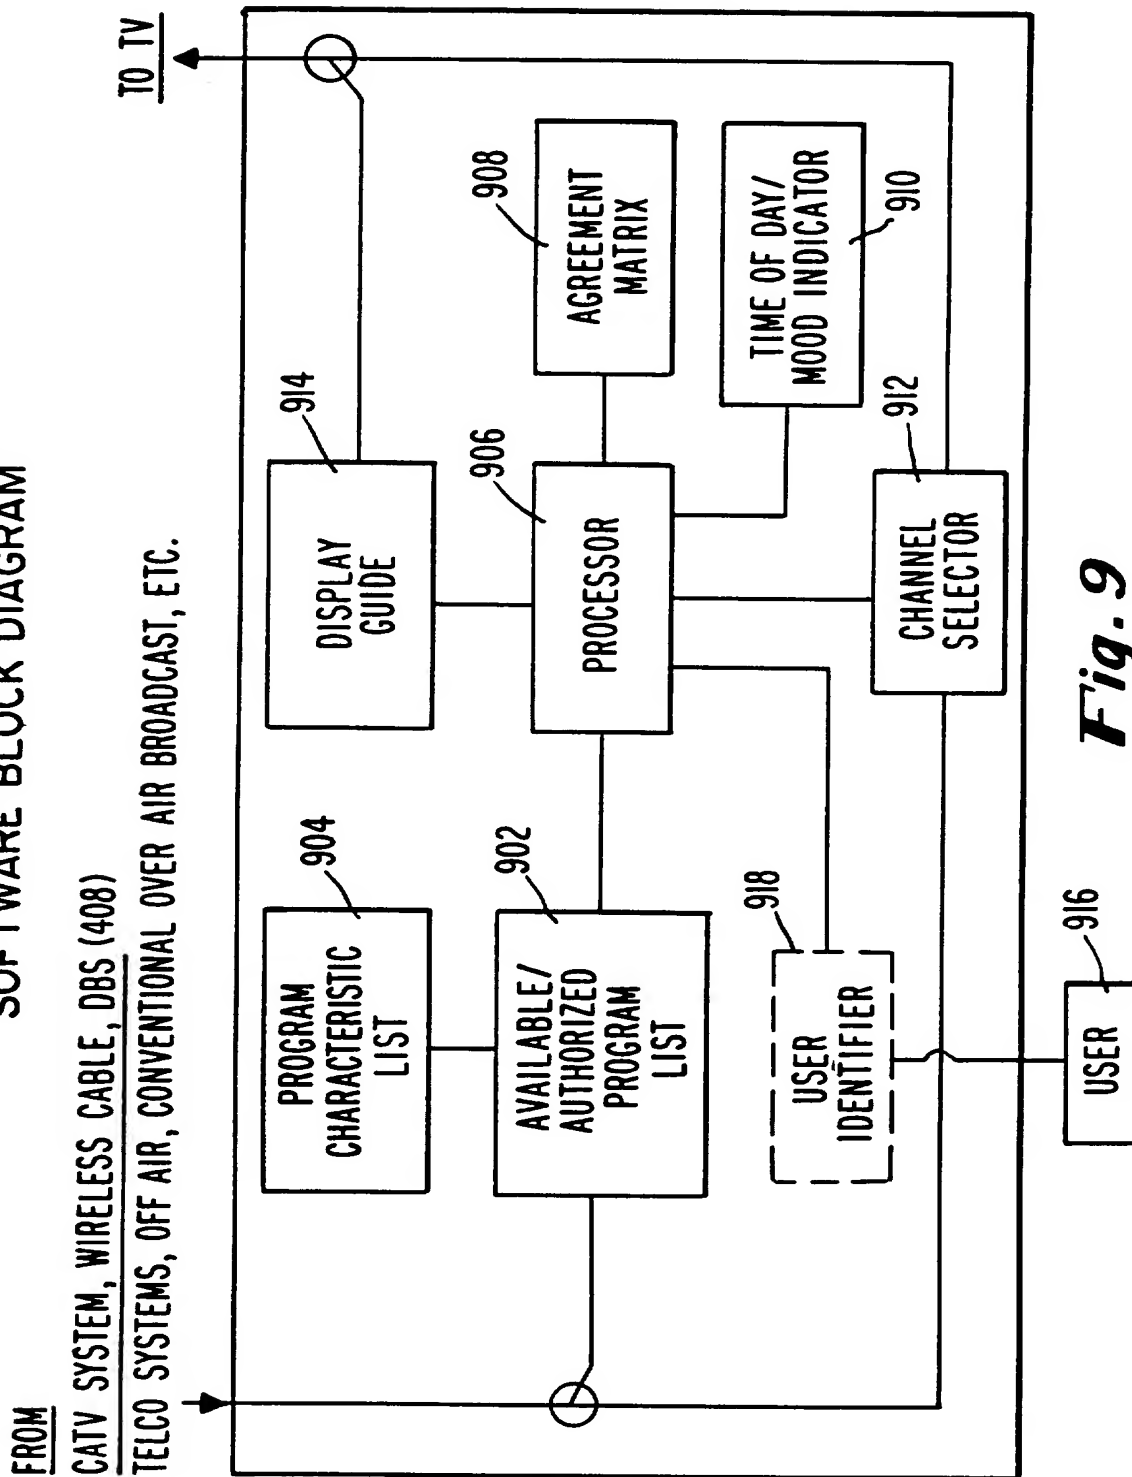 SOFTWARE BLOCK DIAGRAM
FROM
CATV SYSTEM, WIRELESS CABLE, DBS (408)
TELCO SYSTEMS, OFF AIR, CONVENTIONAL OVER AIR BROADCAST, ETC.
TO TV
PROGRAM
CHARACTERISTIC
LIST
904
DISPLAY
GUIDE
914
AVAILABLE/
AUTHORIZED
PROGRAM
LIST
902
PROCESSOR
906
AGREEMENT
MATRIX
908
TIME OF DAY/
MOOD INDICATOR
910
USER
IDENTIFIER
918
CHANNEL
SELECTOR
912
USER
916
Fig. 9